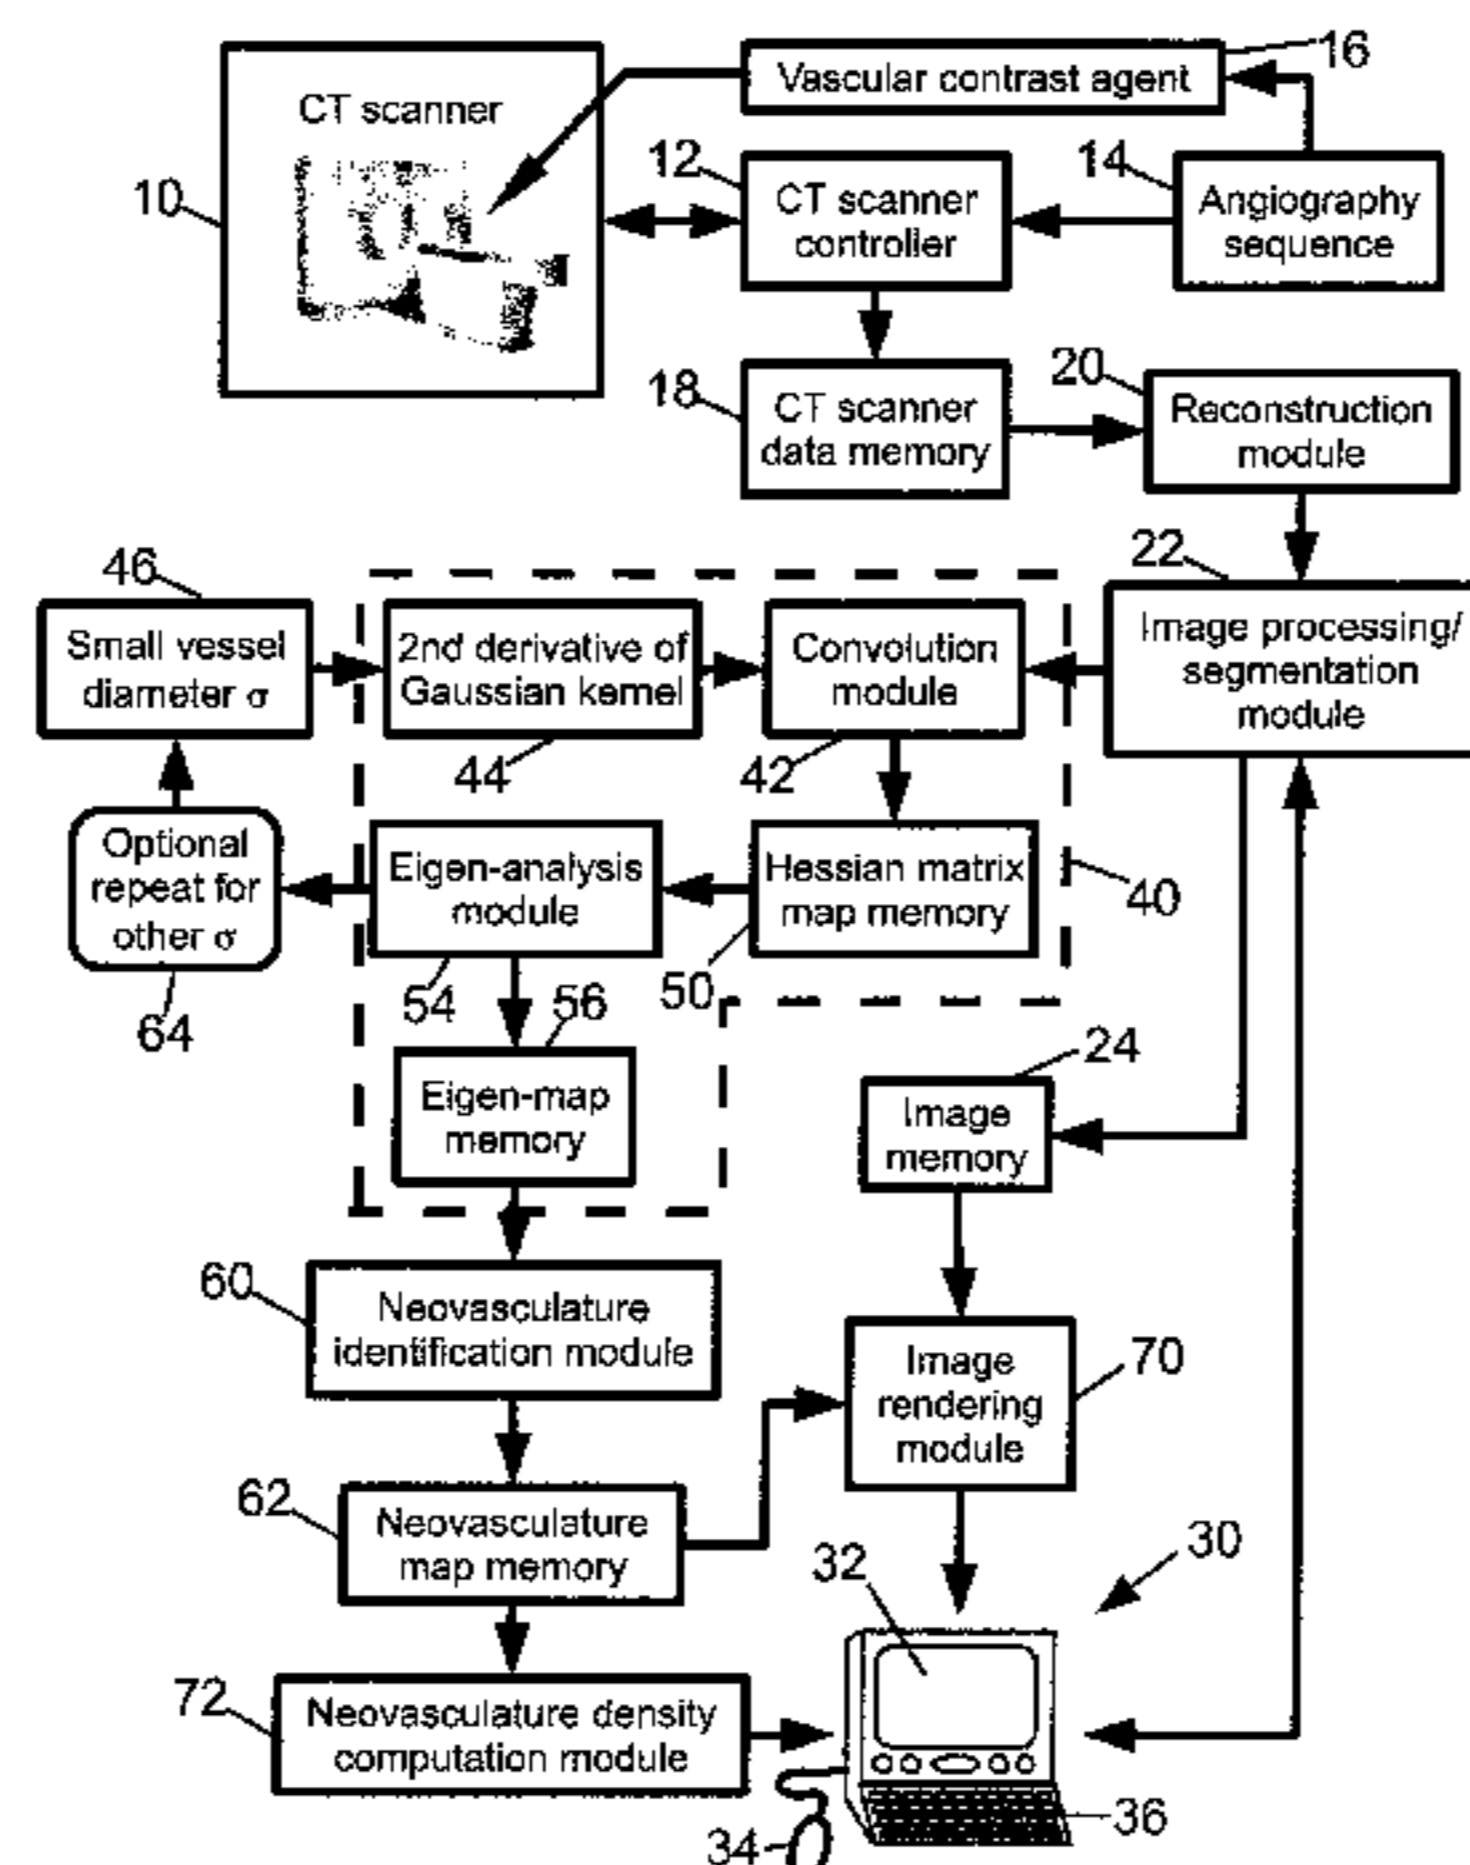 16
Vascular contrast agent
CT scanner
12
14
10
CT scanner
controller
Angiography
sequence
18
20
CT scanner
data memory
Reconstruction
module
46
22
Small vessel
diameter σ
2nd derivative of
Gaussian kernel
Convolution
module
Image processing/
segmentation
module
44
42
Optional
repeat for
other σ
Eigen-analysis
module
Hessian matrix
map memory
40
64
54
56
50
24
Eigen-map
memory
Image
memory
60
Neovasculature
identification module
Image
rendering
module
70
62
Neovasculature
map memory
32
30
72
Neovasculature density
computation module
34
36